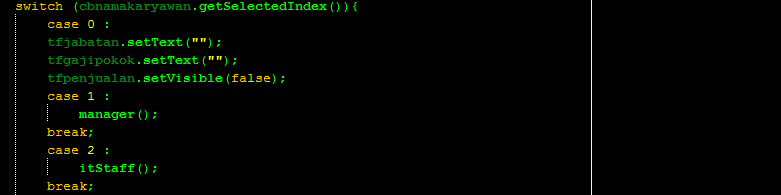 switch (cbnamakaryawan.getSelectedIndex()){
case 0 :
tfjabatan.setText("");
tfgajipokok.setText("");
tfpenjualan.setVisible(false);
case 1 :
manager();
break;
case 2 :
itStaff();
break;